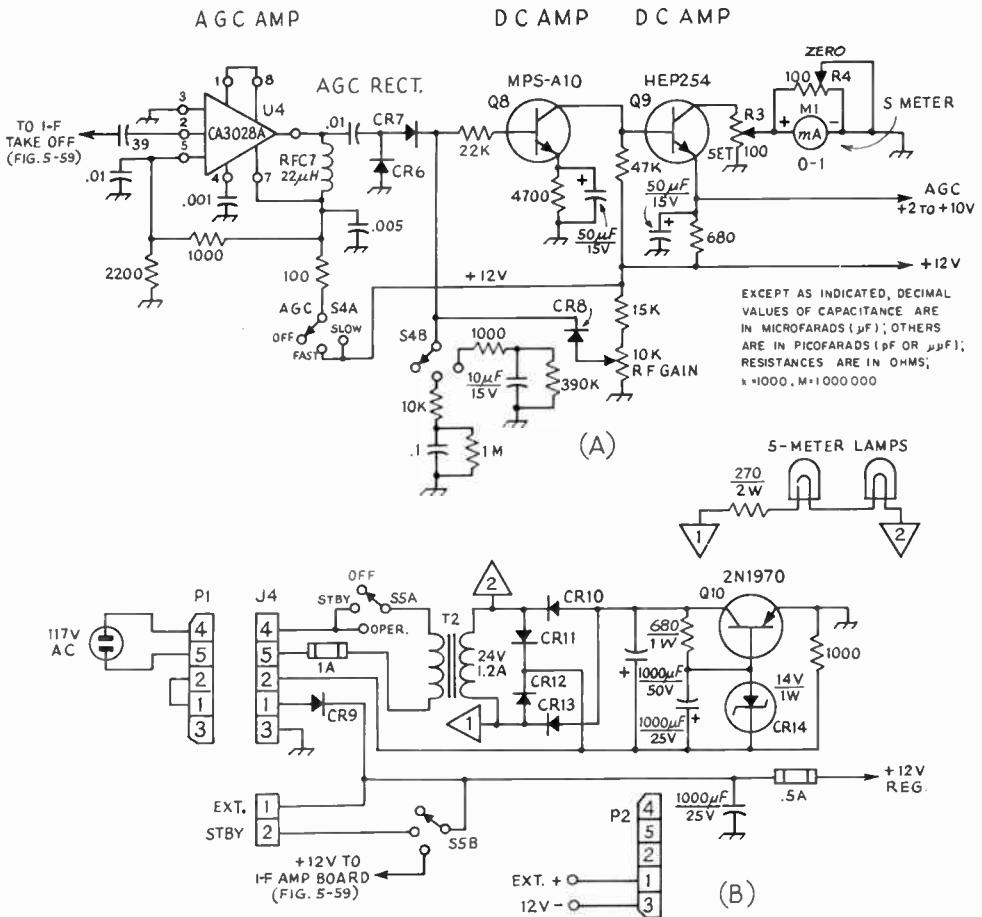 AGC AMP
DC AMP
DC AMP
AGC RECT.
MPS-A10
HEP254
ZERO
100
R4
1
8
U4
3
2
5
4
7
CA3028A
TO I-F
TAKE OFF
(FIG. 5-59)
39
.01
.01
CR7
CR6
RFC7
22µH
.001
.005
Q8
22K
4700
50µF
15V
Q9
47K
R3
SET
100
+
M1
mA
−
0-1
S METER
50µF
15V
+
+
680
AGC
+2 TO +10V
+12V
+12V
1000
2200
100
AGC
S4A
OFF
SLOW
FAST
S4B
1000
10µF
15V
390K
10K
.1
1M
CR8
15K
10K
RF GAIN
EXCEPT AS INDICATED, DECIMAL
VALUES OF CAPACITANCE ARE
IN MICROFARADS (µF); OTHERS
ARE IN PICOFARADS (pF OR µµF);
RESISTANCES ARE IN OHMS;
k=1000, M=1000000
(A)
S-METER LAMPS
270
2W
1
2
P1
J4
OFF
STBY
S5A
OPER.
117V
AC
4
5
2
1
3
4
5
2
1
3
1A
CR9
T2
24V
1.2A
2
1
CR10
CR11
CR12
CR13
2N1970
Q10
680
1W
1000µF
50V
+
1000µF
25V
+
14V
1W
CR14
1000
+12V
REG.
.5A
1000µF
25V
EXT.
1
STBY
2
S5B
+12V TO
I-F AMP BOARD
(FIG. 5-59)
P2
4
5
2
1
3
EXT. +
12V −
(B)